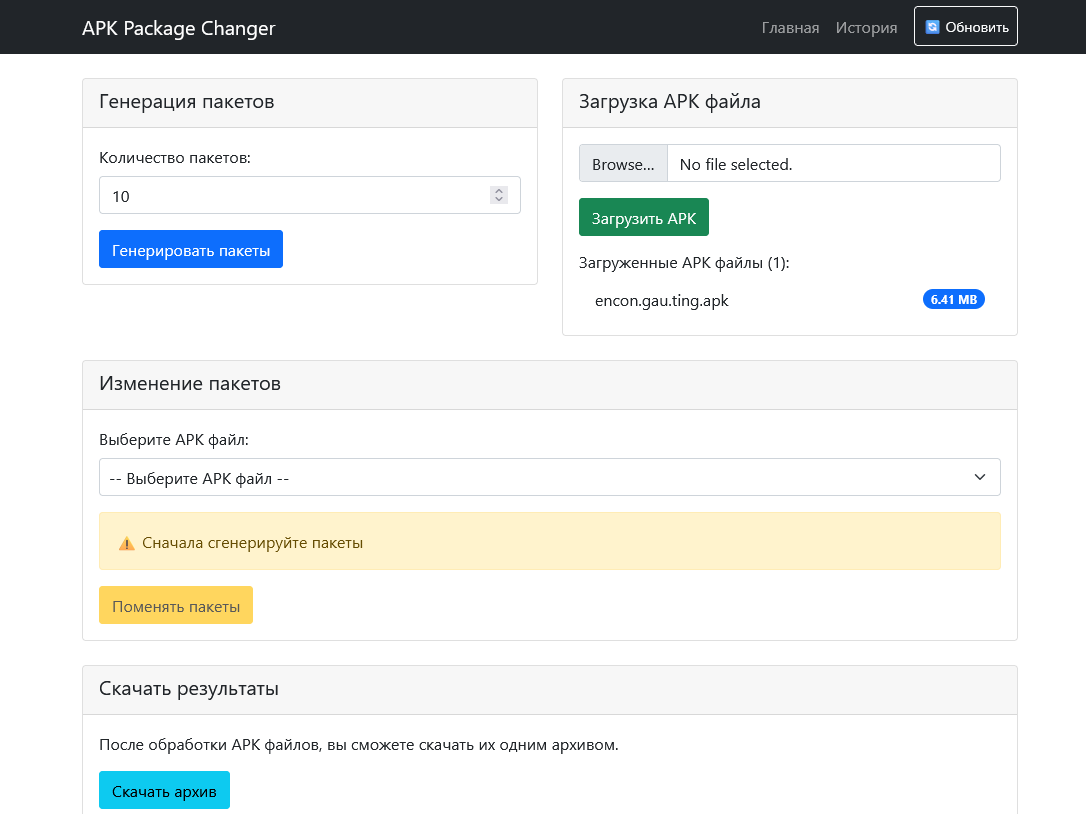 APK Package Changer
Главная История Обновить
Генерация пакетов
Количество пакетов:
10
Генерировать пакеты
Загрузка APK файла
Browse... No file selected.
Загрузить APK
Загруженные APK файлы (1):
encon.gau.ting.apk 6.41 MB
Изменение пакетов
Выберите APK файл:
-- Выберите APK файл --
Сначала сгенерируйте пакеты
Поменять пакеты
Скачать результаты
После обработки APK файлов, вы сможете скачать их одним архивом.
Скачать архив